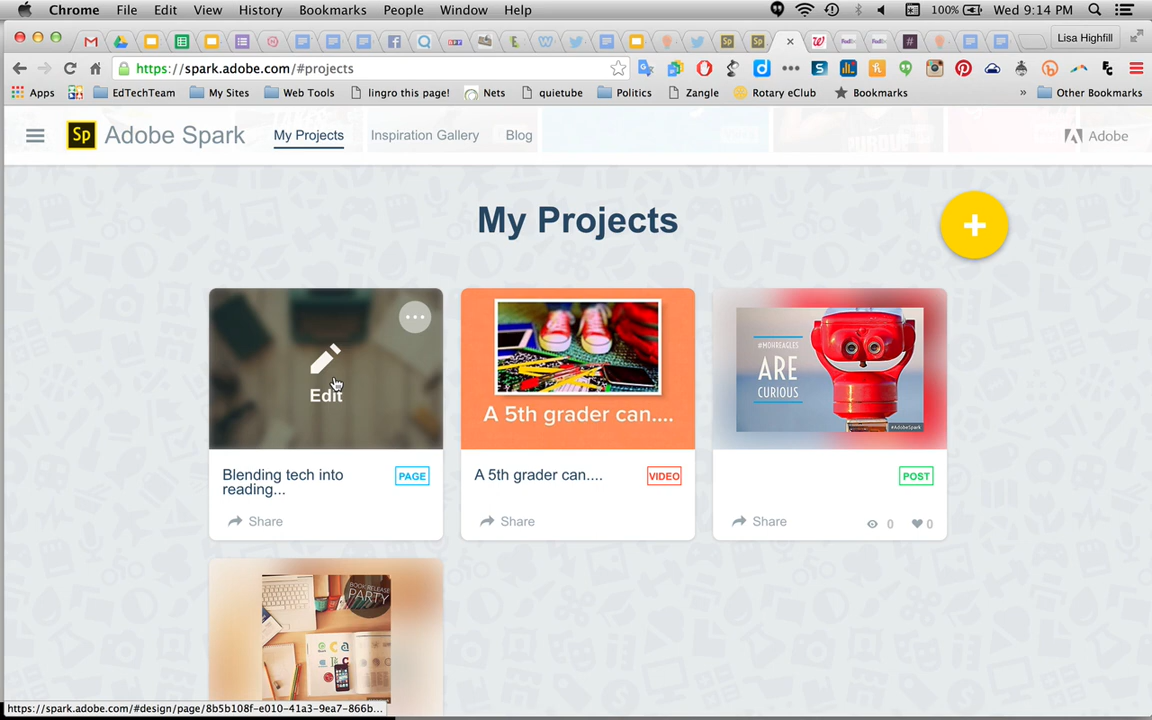 Chrome File Edit View History Bookmarks People Window Help 100% Wed 9:14 PM
Lisa Highfill
https://spark.adobe.com/#projects
Apps EdTechTeam My Sites Web Tools lingro this page! Nets quietube Politics Zangle Rotary eClub Bookmarks » Other Bookmarks
Sp Adobe Spark My Projects Inspiration Gallery Blog Adobe
My Projects
+
Edit
A 5th grader can....
#MOHREAGLES
ARE
CURIOUS
#AdobeSpark
Blending tech into
reading...
PAGE
Share
A 5th grader can....
VIDEO
Share
POST
Share 0 0
BOOK RELEASE
PARTY
https://spark.adobe.com/#design/page/8b5b108f-e010-41a3-9ea7-866b...